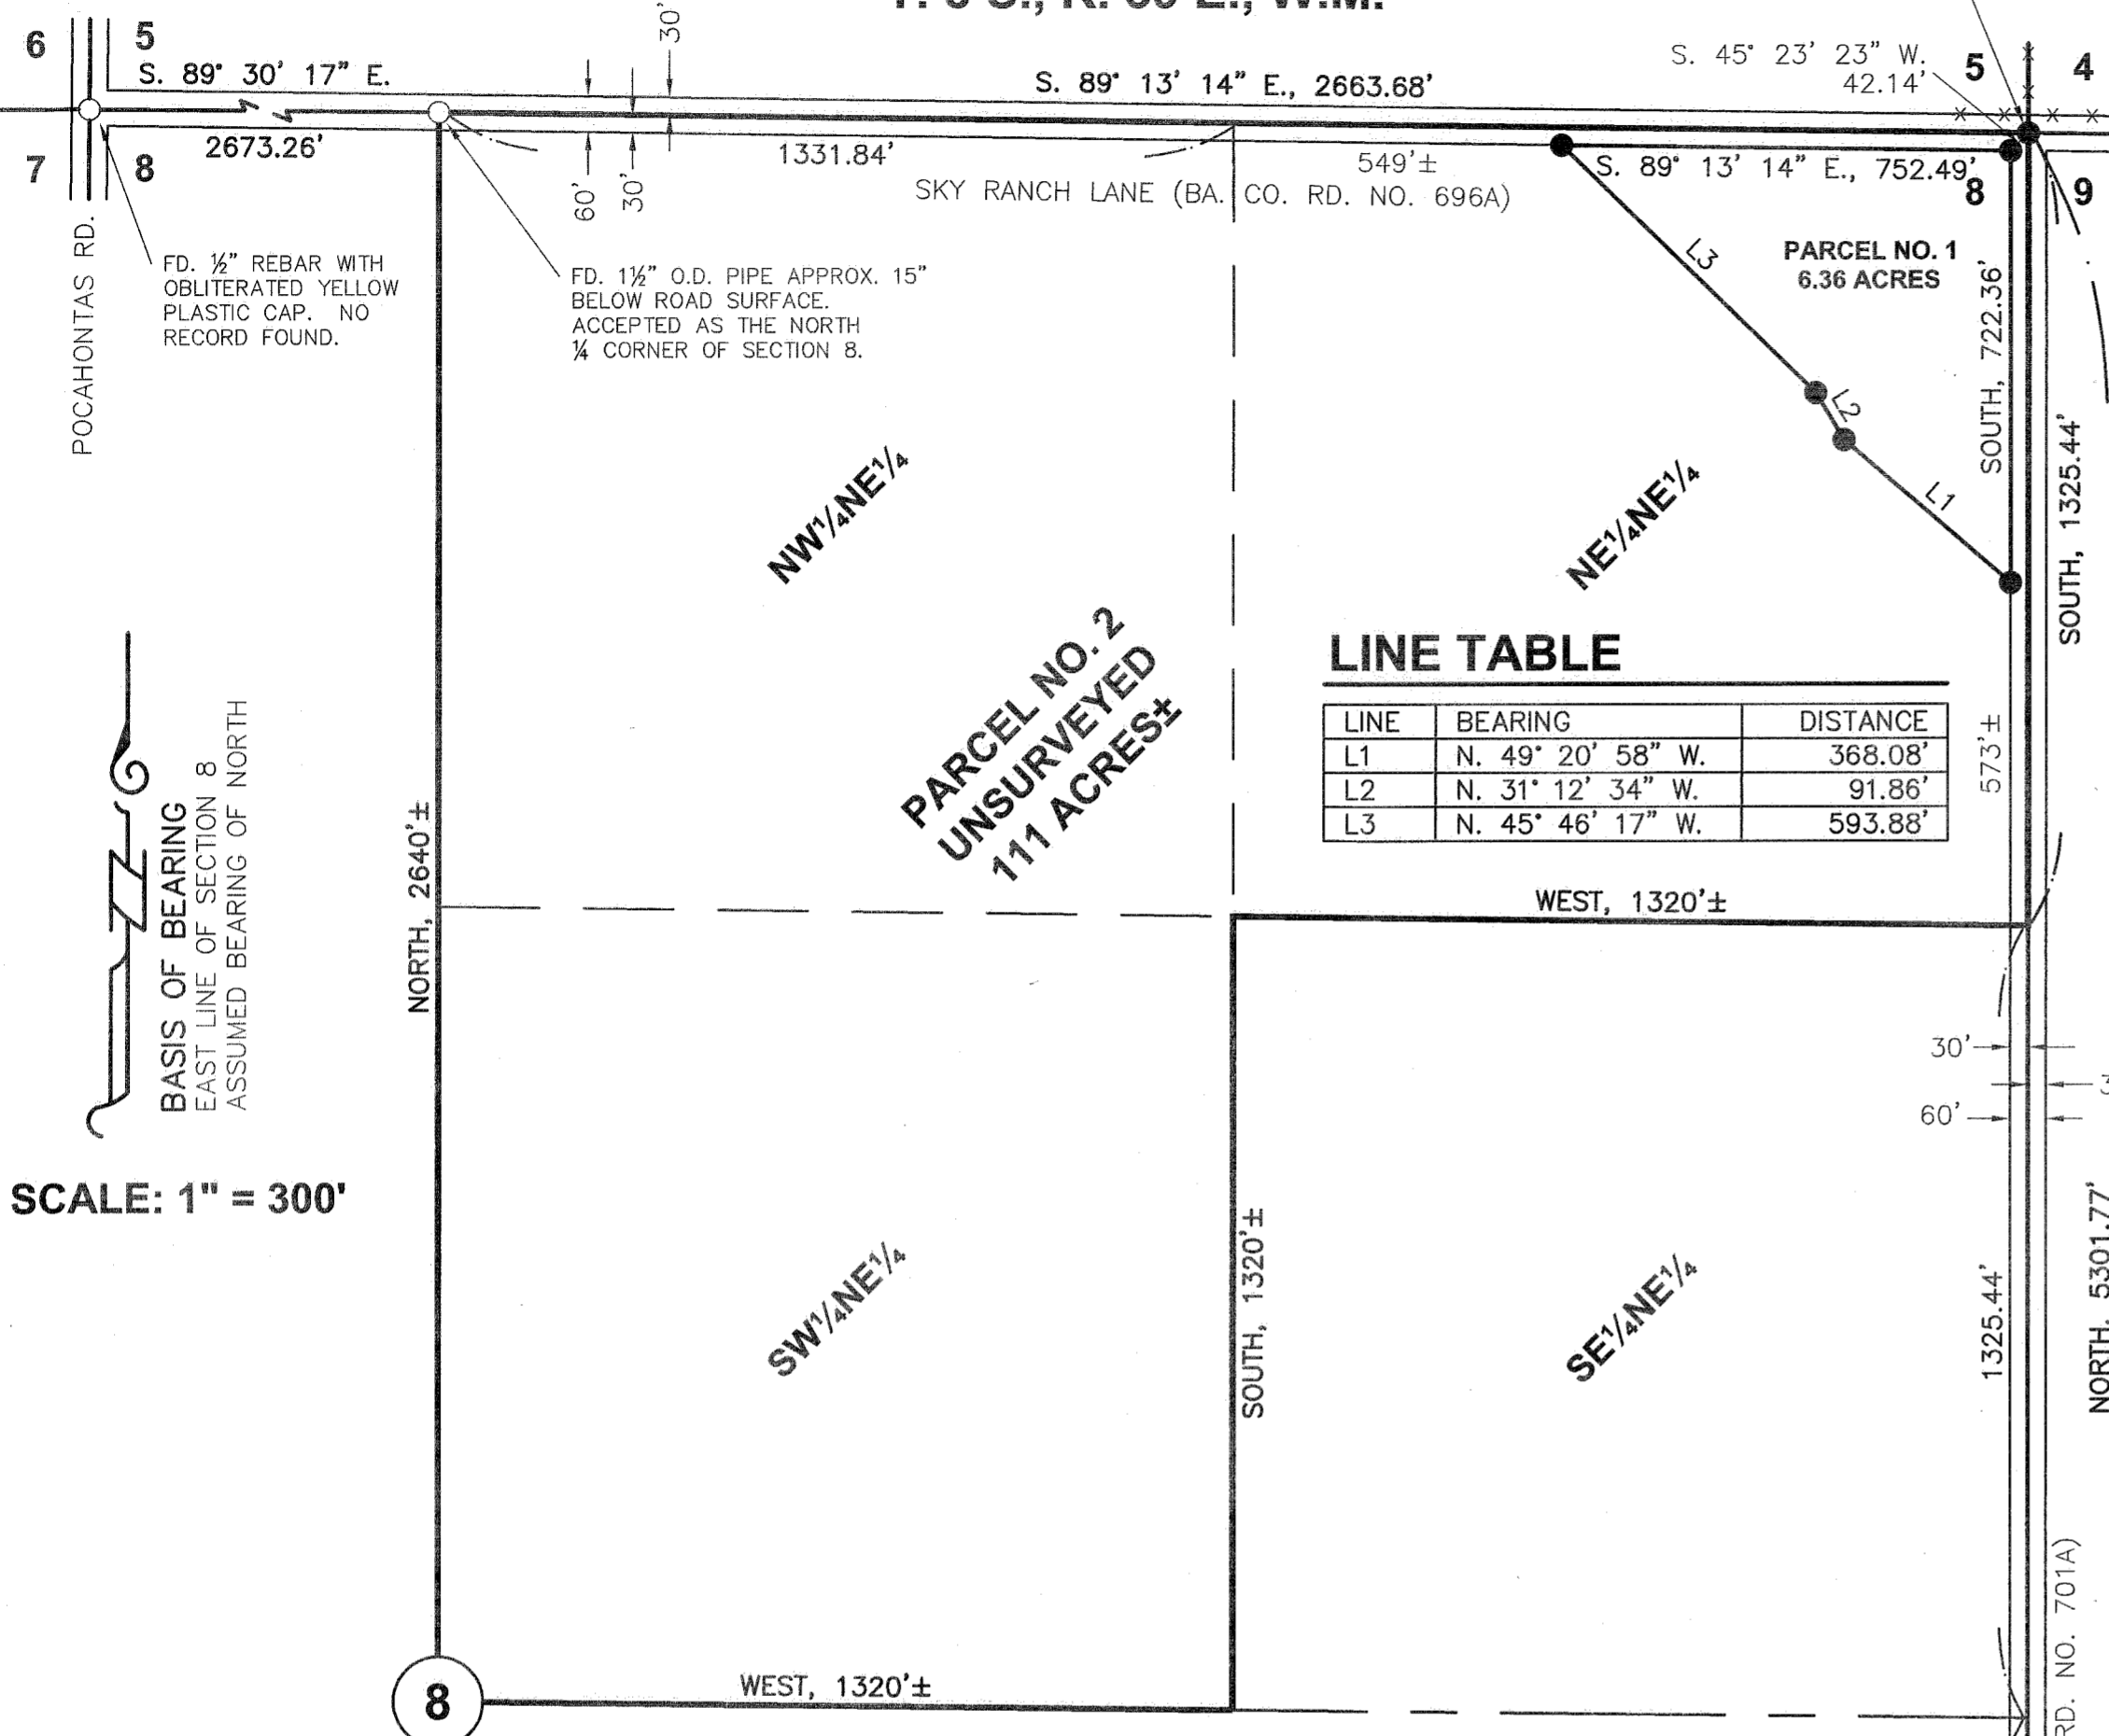 6
5
S. 89° 30' 17" E.
30'
S. 89° 13' 14" E., 2663.68'
S. 45° 23' 23" W.
42.14'
5
4
7
8
2673.26'
60'
30'
1331.84'
549'±
S. 89° 13' 14" E., 752.49'
8
9
SKY RANCH LANE (BA. CO. RD. NO. 696A)
POCAHONTAS RD.
FD. ½" REBAR WITH
OBLITERATED YELLOW
PLASTIC CAP. NO
RECORD FOUND.
FD. 1½" O.D. PIPE APPROX. 15"
BELOW ROAD SURFACE.
ACCEPTED AS THE NORTH
¼ CORNER OF SECTION 8.
L3
PARCEL NO. 1
6.36 ACRES
SOUTH, 722.36'
L2
L1
SOUTH, 1325.44'
NW¼NE¼
NE¼NE¼
PARCEL NO. 2
UNSURVEYED
111 ACRES±
LINE TABLE
LINE BEARING DISTANCE
L1 N. 49° 20' 58" W. 368.08'
L2 N. 31° 12' 34" W. 91.86'
L3 N. 45° 46' 17" W. 593.88'
573'±
BASIS OF BEARING
EAST LINE OF SECTION 8
ASSUMED BEARING OF NORTH
NORTH, 2640'±
WEST, 1320'±
30'
60'
SCALE: 1" = 300'
SW¼NE¼
SOUTH, 1320'±
SE¼NE¼
1325.44'
NORTH, 5301.77'
RD. NO. 701A)
8
WEST, 1320'±